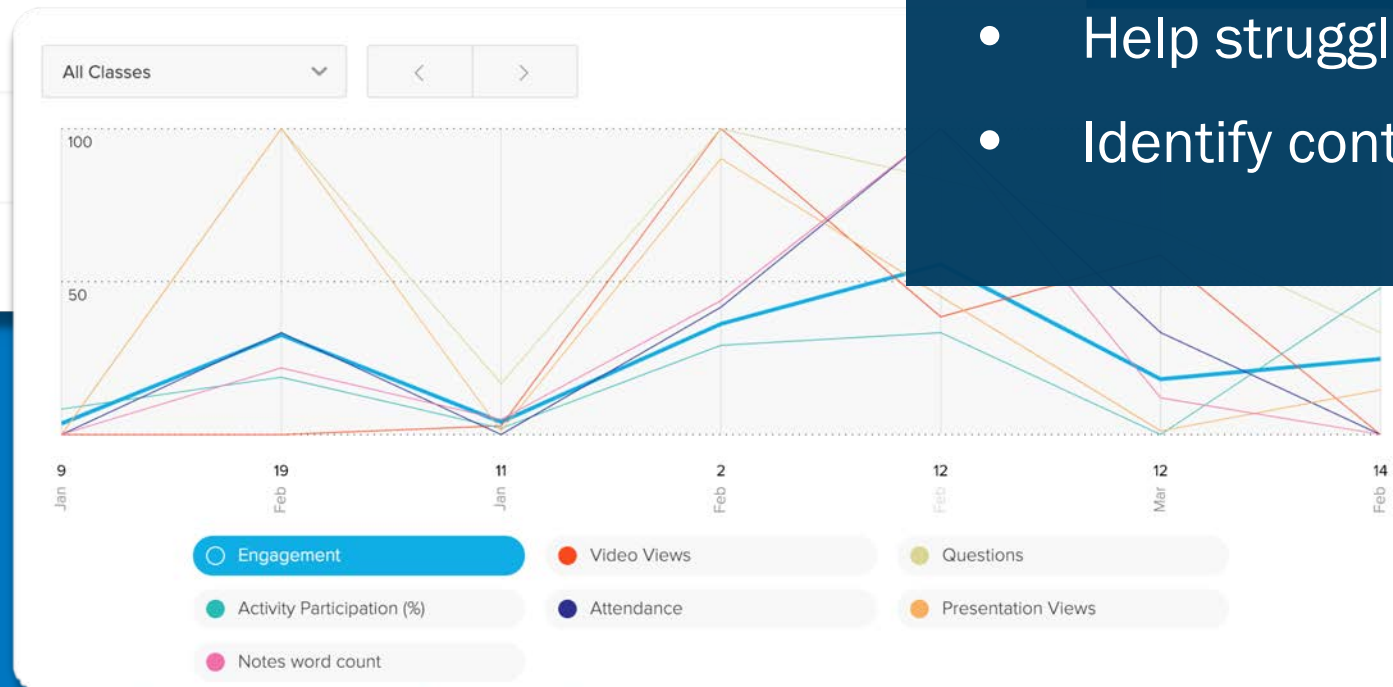 • Help struggl
• Identify cont
All Classes
100
50
9 19 11 2 12 12 14
Jan Feb Jan Feb Feb Mar Feb
Engagement Video Views Questions
Activity Participation (%) Attendance Presentation Views
Notes word count